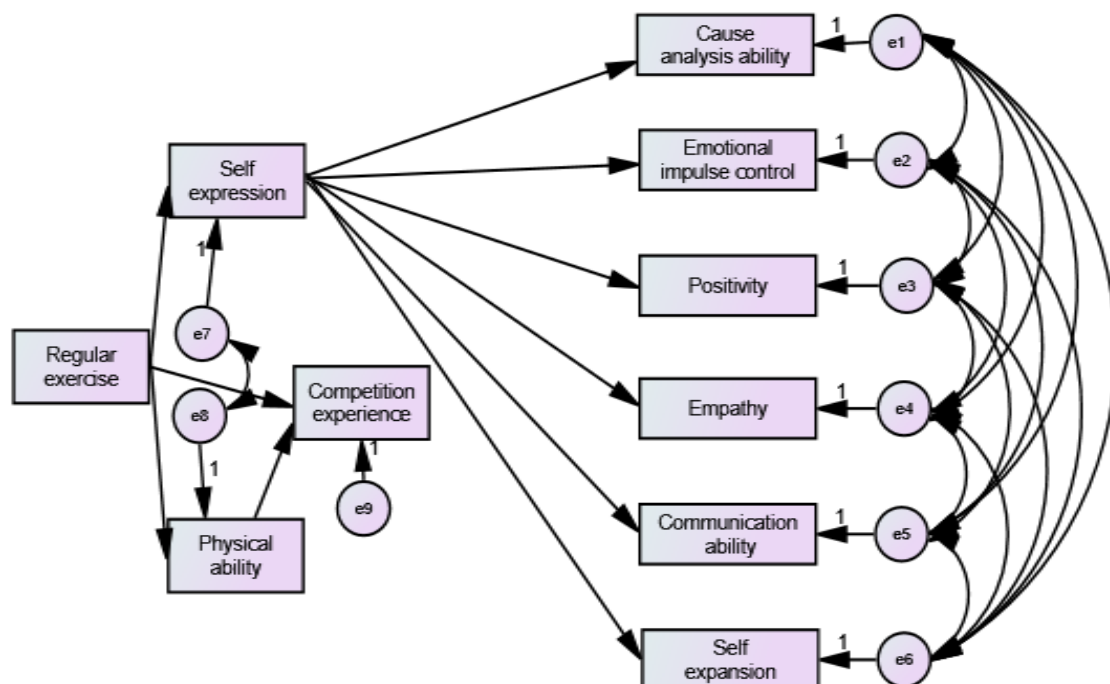 Cause
analysis ability
1
e1
Emotional
impulse control
1
e2
Self
expression
1
Positivity
1
e3
e7
Regular
exercise
Competition
experience
Empathy
1
e4
e8
1
1
e9
Physical
ability
Communication
ability
1
e5
Self
expansion
1
e6